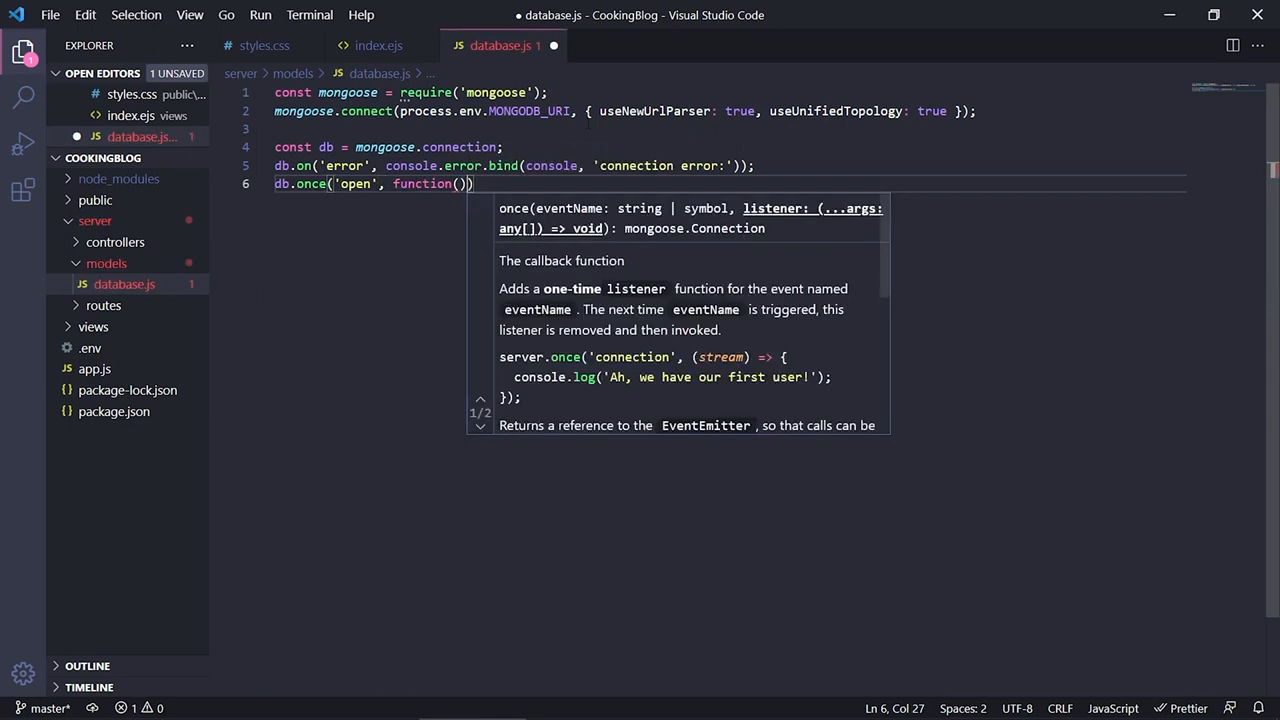 File Edit Selection View Go Run Terminal Help
● database.js - CookingBlog - Visual Studio Code
EXPLORER
OPEN EDITORS 1 UNSAVED
# styles.css public\...
<> index.ejs views
● JS database.js... 1
COOKINGBLOG
node_modules
public
server
controllers
models
JS database.js 1
routes
views
.env
app.js
package-lock.json
package.json
OUTLINE
TIMELINE
# styles.css
<> index.ejs
JS database.js 1 ●
server > models > JS database.js > ...
1 const mongoose = require('mongoose');
2 mongoose.connect(process.env.MONGODB_URI, { useNewUrlParser: true, useUnifiedTopology: true });
3
4 const db = mongoose.connection;
5 db.on('error', console.error.bind(console, 'connection error:'));
6 db.once('open', function())
once(eventName: string | symbol, listener: (...args:
any[]) => void): mongoose.Connection
The callback function
Adds a one-time listener function for the event named
eventName . The next time eventName is triggered, this
listener is removed and then invoked.
server.once('connection', (stream) => {
console.log('Ah, we have our first user!');
});
1/2
Returns a reference to the EventEmitter , so that calls can be
1
master* 1 0
Ln 6, Col 27 Spaces: 2 UTF-8 CRLF JavaScript Prettier